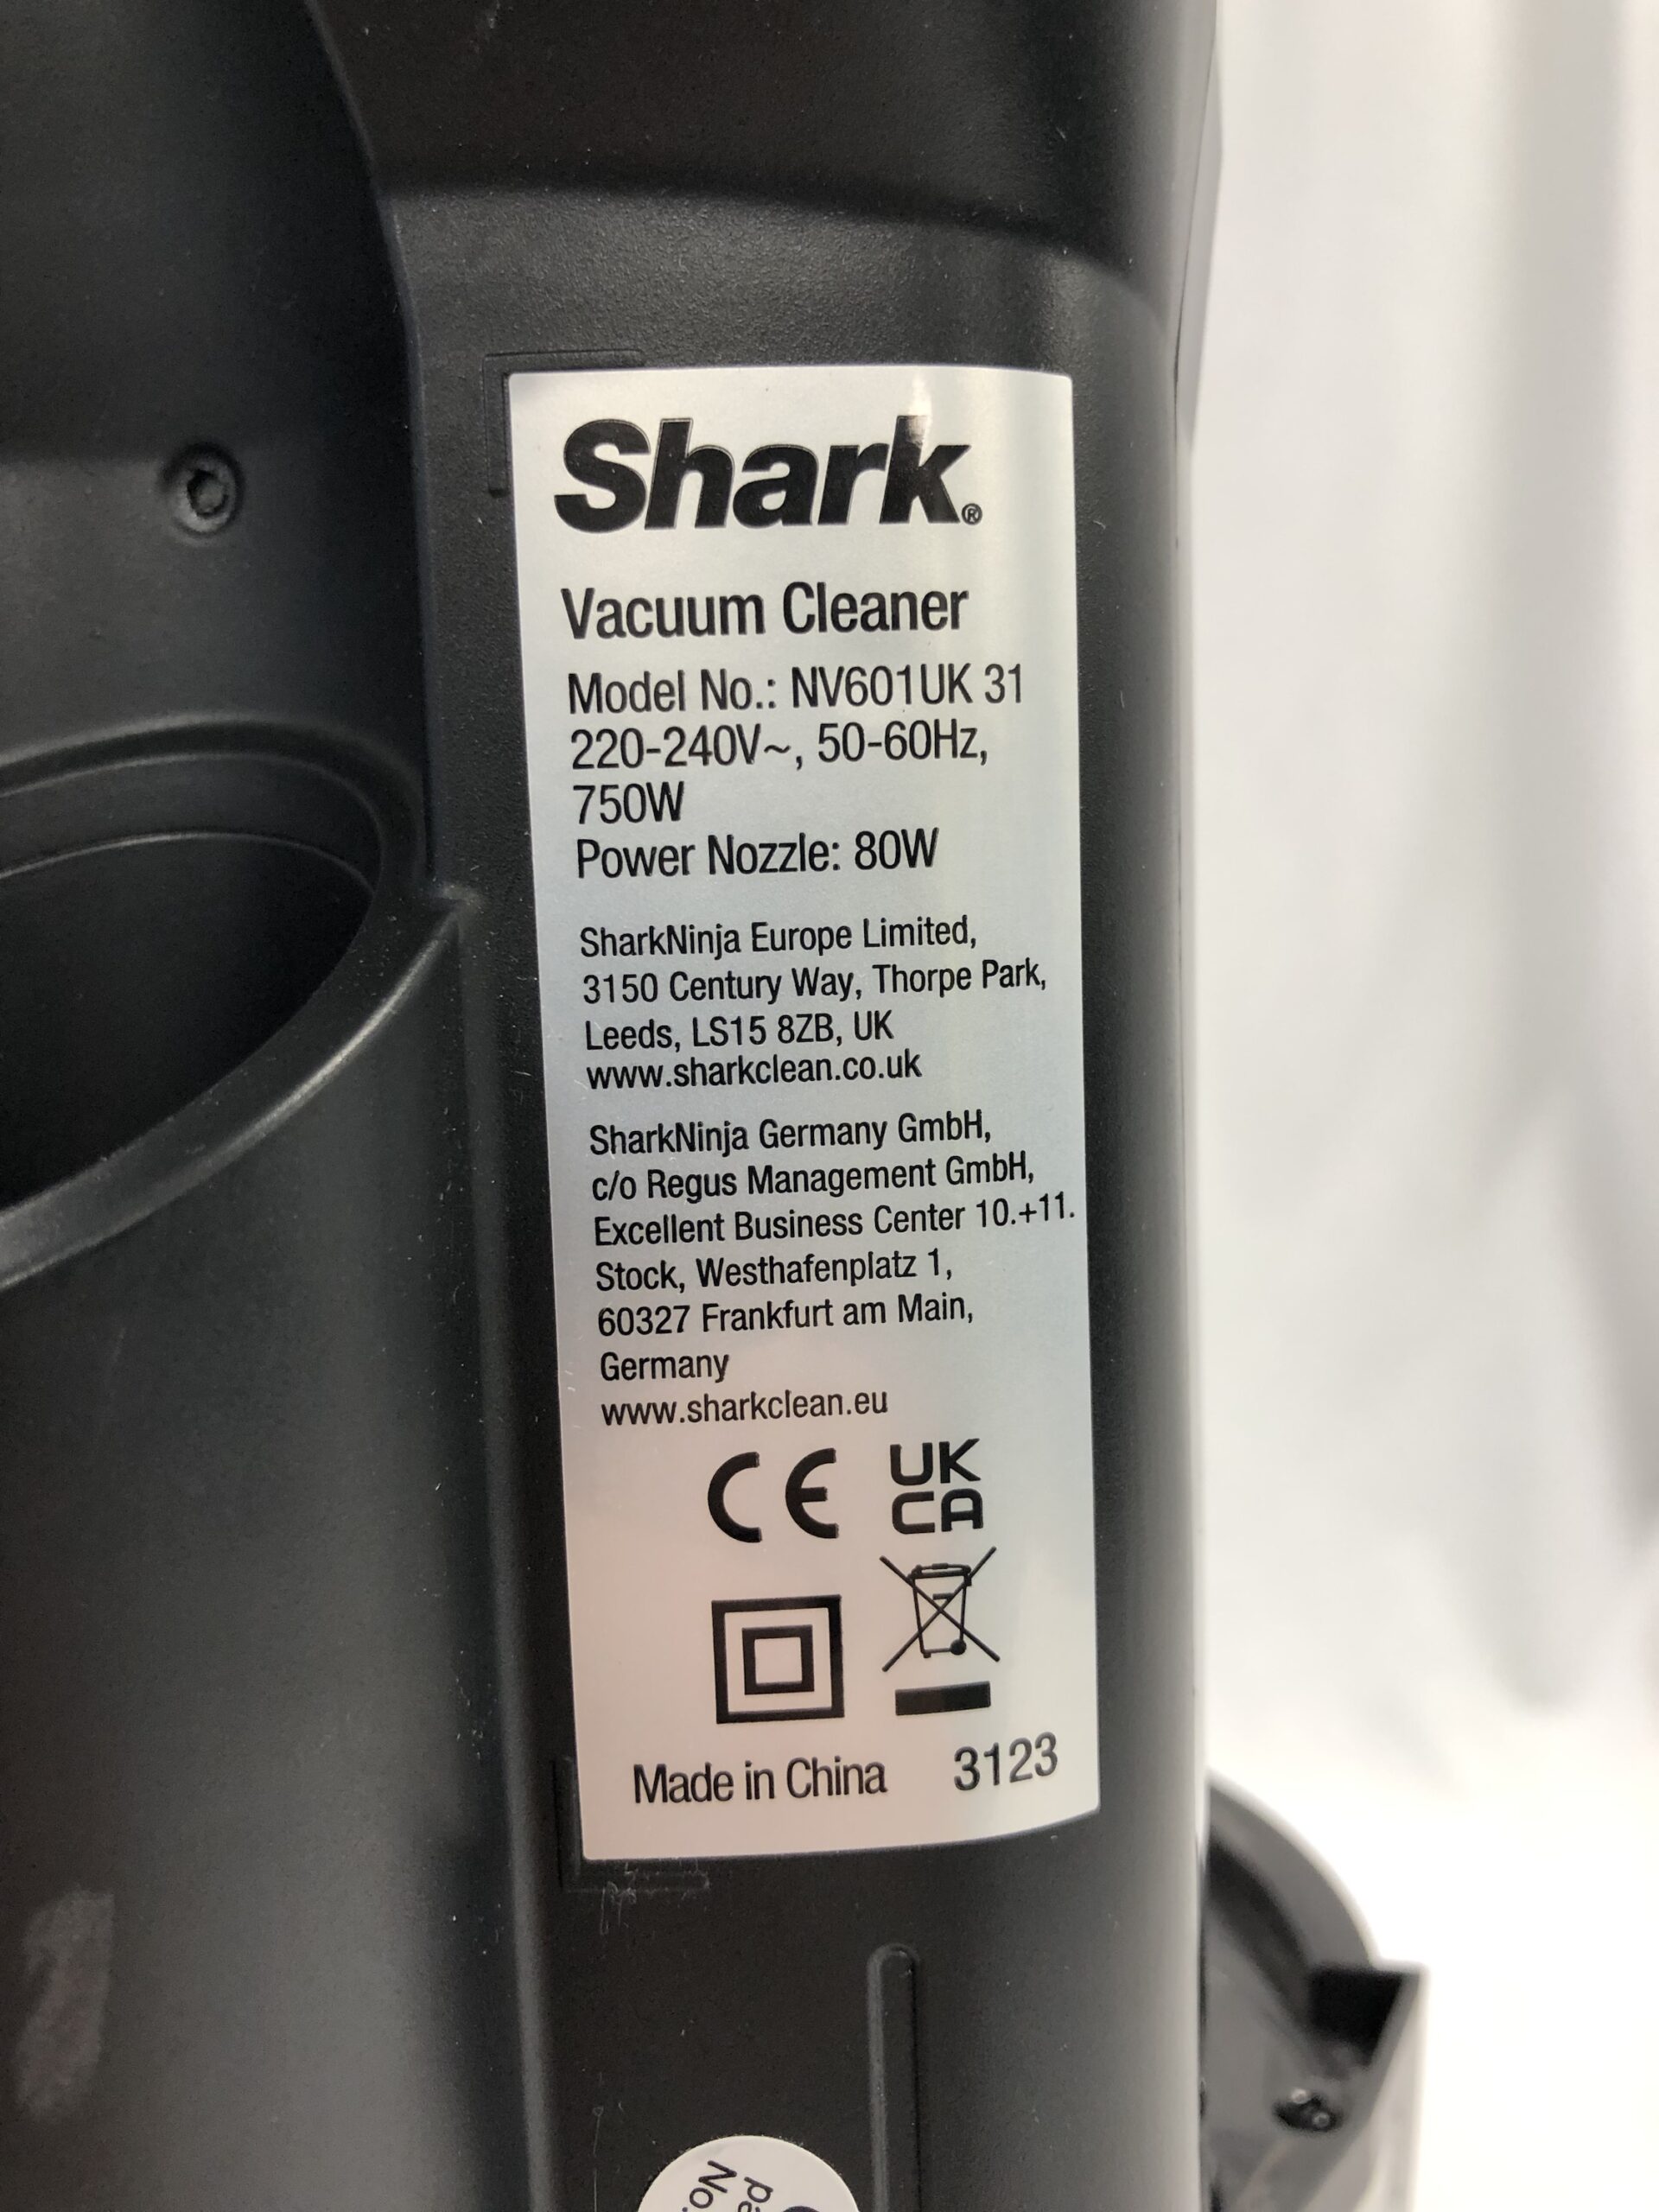 Shark®
Vacuum Cleaner
Model No.: NV601UK 31
220-240V~, 50-60Hz,
750W
Power Nozzle: 80W
SharkNinja Europe Limited,
3150 Century Way, Thorpe Park,
Leeds, LS15 8ZB, UK
www.sharkclean.co.uk
SharkNinja Germany GmbH,
c/o Regus Management GmbH,
Excellent Business Center 10.+11.
Stock, Westhafenplatz 1,
60327 Frankfurt am Main,
Germany
www.sharkclean.eu
CE UK
CA
Made in China 3123
No.